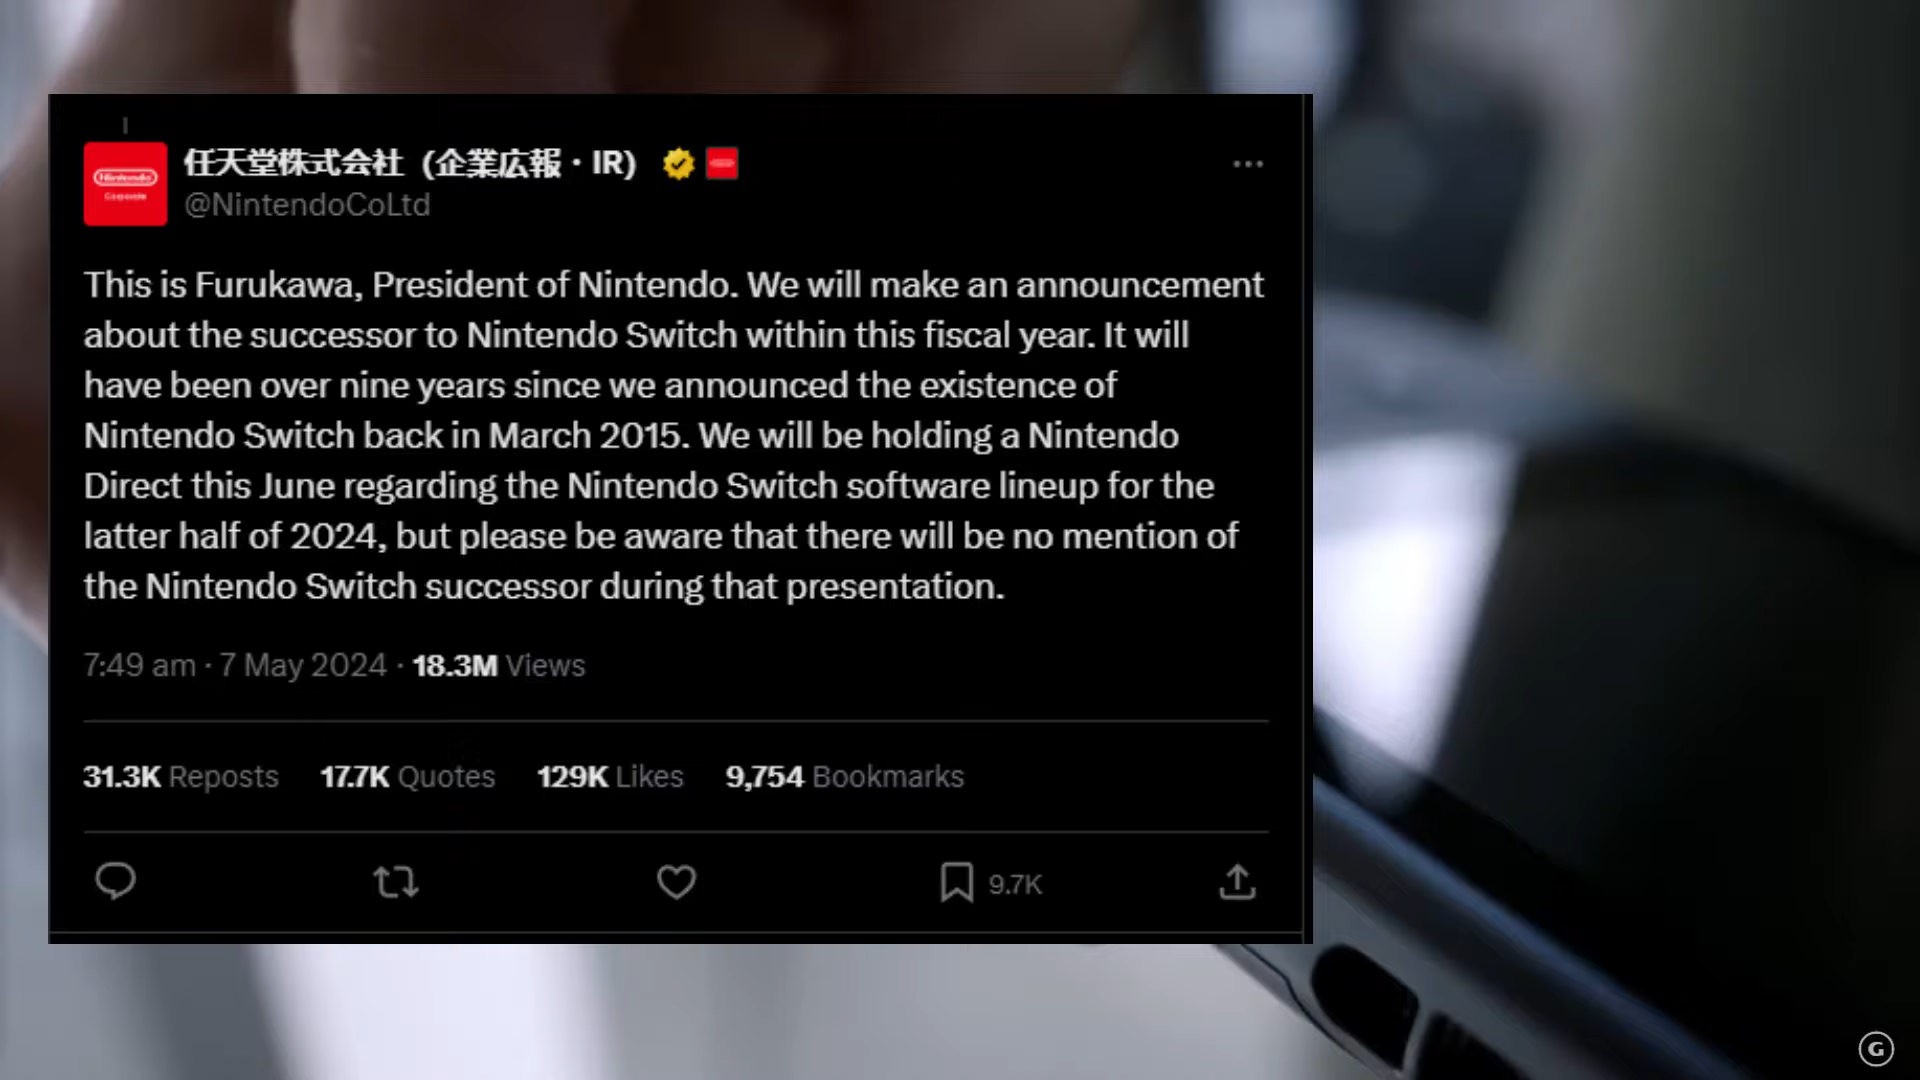 任天堂株式会社 (企業広報・IR)
@NintendoCoLtd
Nintendo
Corporate
This is Furukawa, President of Nintendo. We will make an announcement
about the successor to Nintendo Switch within this fiscal year. It will
have been over nine years since we announced the existence of
Nintendo Switch back in March 2015. We will be holding a Nintendo
Direct this June regarding the Nintendo Switch software lineup for the
latter half of 2024, but please be aware that there will be no mention of
the Nintendo Switch successor during that presentation.
7:49 am · 7 May 2024 · 18.3M Views
31.3K Reposts 17.7K Quotes 129K Likes 9,754 Bookmarks
9.7K
G